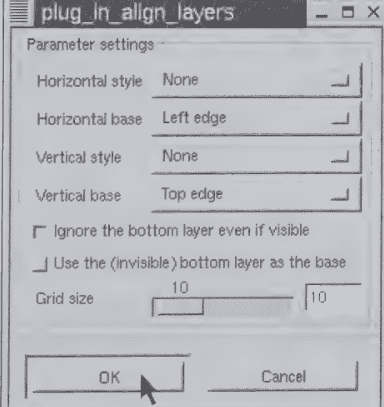 plug_in_align_layers
Parameter settings
Horizontal style None
Horizontal base Left edge
Vertical style None
Vertical base Top edge
Ignore the bottom layer even if visible
Use the (invisible) bottom layer as the base
10
Grid size 10
OK Cancel